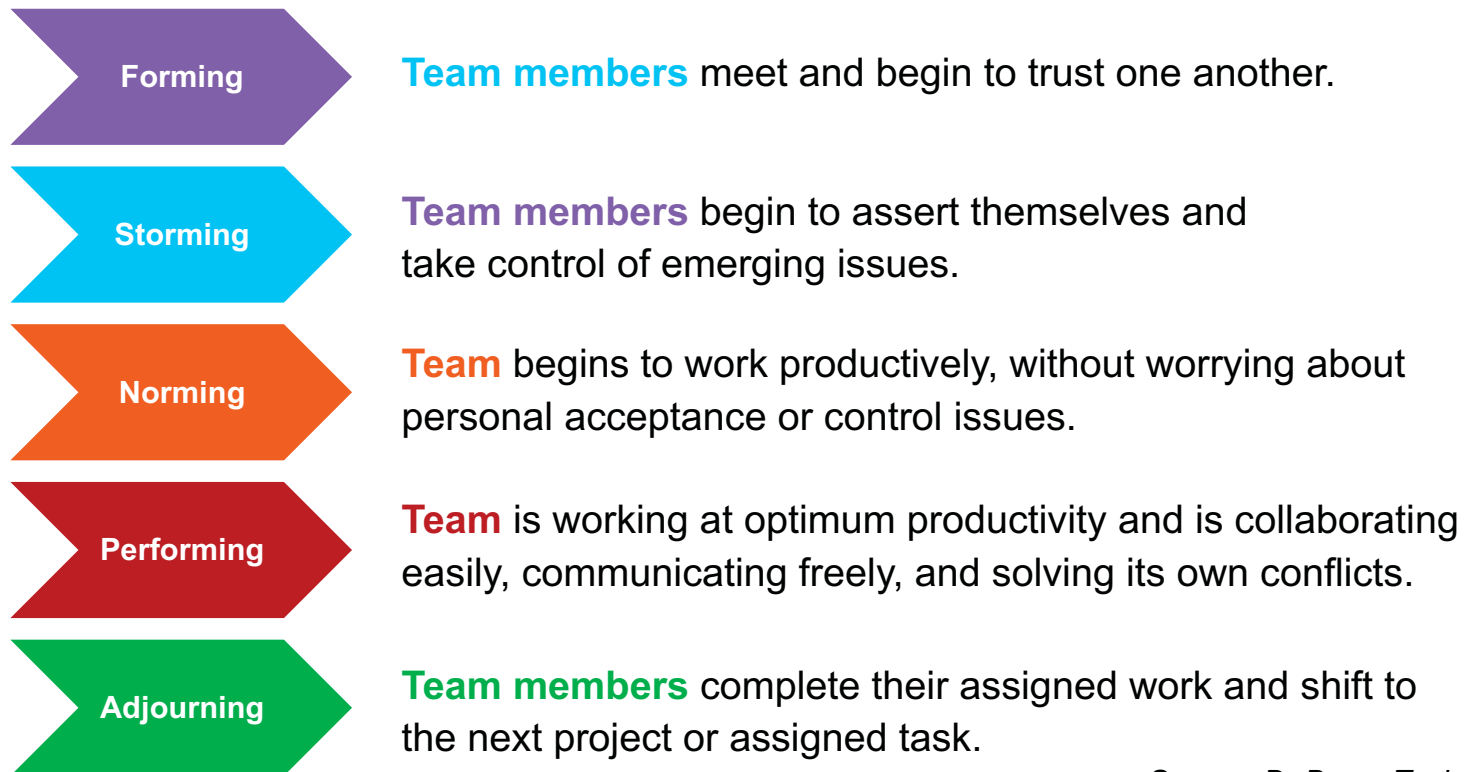 Forming
Team members meet and begin to trust one another.
Storming
Team members begin to assert themselves and
take control of emerging issues.
Norming
Team begins to work productively, without worrying about
personal acceptance or control issues.
Performing
Team is working at optimum productivity and is collaborating
easily, communicating freely, and solving its own conflicts.
Adjourning
Team members complete their assigned work and shift to
the next project or assigned task.